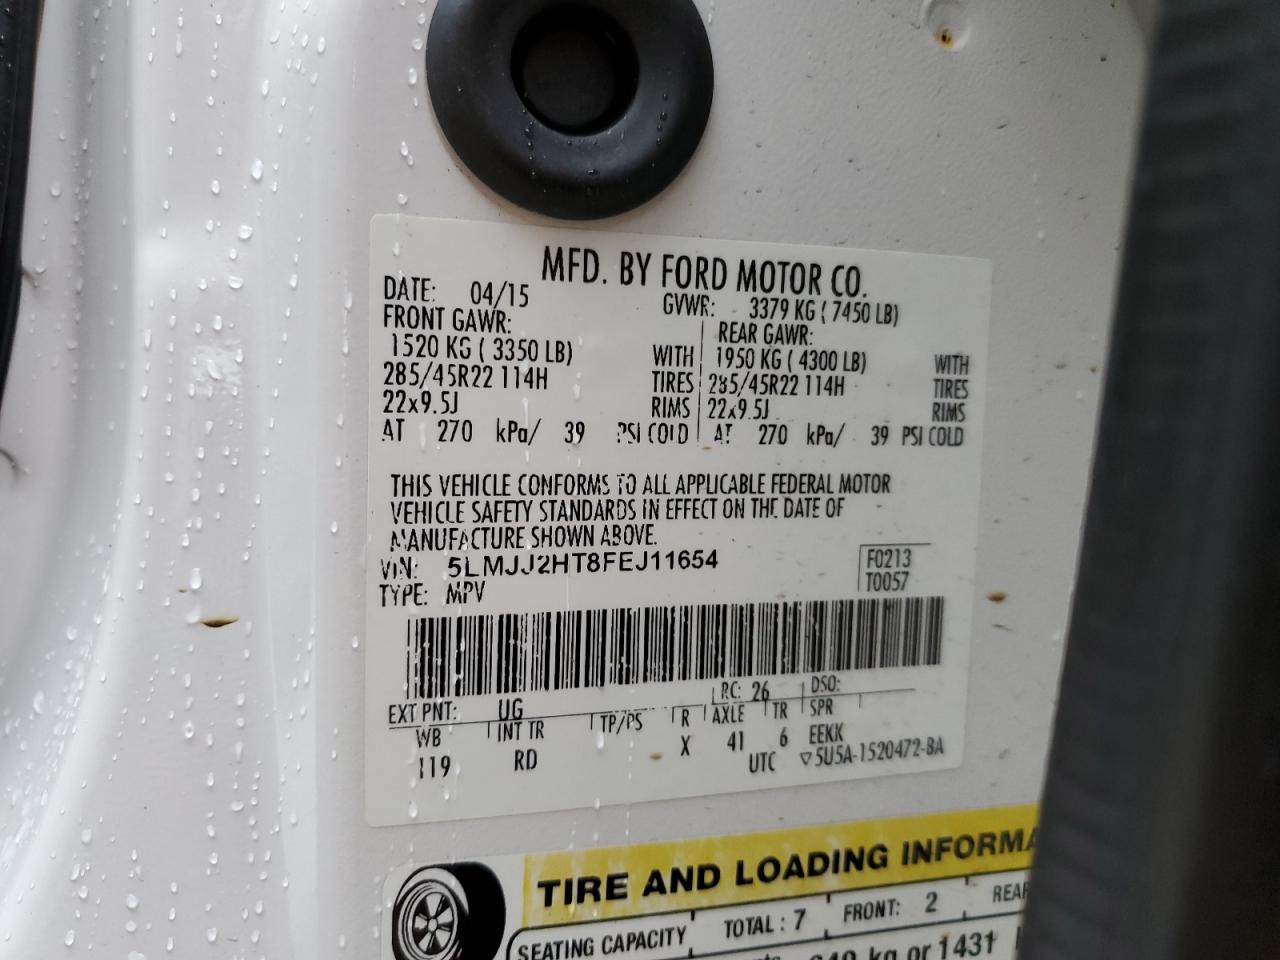 MFD. BY FORD MOTOR CO.
DATE: 04/15 GVWR: 3379 KG ( 7450 LB)
FRONT GAWR: REAR GAWR:
1520 KG ( 3350 LB) WITH 1950 KG ( 4300 LB) WITH
285/45R22 114H TIRES 285/45R22 114H TIRES
22x9.5J RIMS 22x9.5J RIMS
AT 270 kPa/ 39 PSI COLD AT 270 kPa/ 39 PSI COLD
THIS VEHICLE CONFORMS TO ALL APPLICABLE FEDERAL MOTOR
VEHICLE SAFETY STANDARDS IN EFFECT ON THE DATE OF
MANUFACTURE SHOWN ABOVE.
VIN: 5LMJJ2HT8FEJ11654 F0213
TYPE: MPV T0057
EXT PNT: UG RC: 26 DSO:
WB INT TR TP/PS R AXLE TR SPR
119 RD X 41 6 EEKK
UTC ▽5U5A-1520472-BA
TIRE AND LOADING INFORMA
SEATING CAPACITY TOTAL : 7 FRONT: 2 REAR
kg or 1431